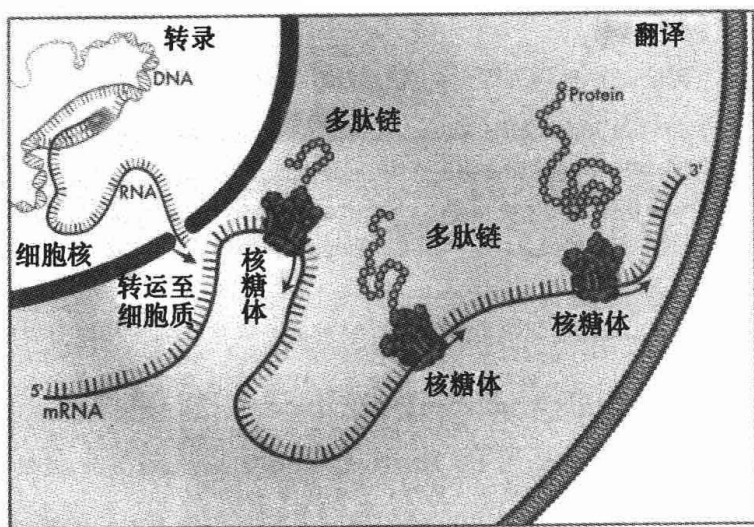 转录
翻译
DNA
Protein
多肽链
3'
RNA
多肽链
细胞核
转运至
细胞质
核
糖
体
核糖体
核糖体
5'
mRNA